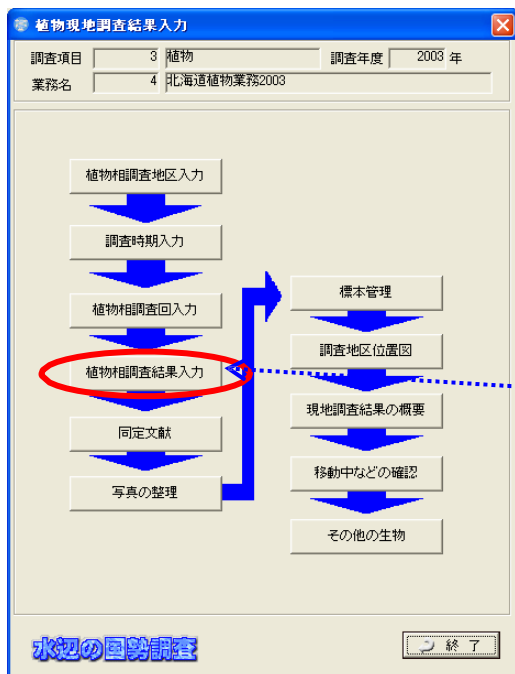 植物現地調査結果入力
調査項目 3 植物 調査年度 2003 年
業務名 4 北海道植物業務2003
植物相調査地区入力
調査時期入力
植物相調査回入力
植物相調査結果入力
同定文献
写真の整理
標本管理
調査地区位置図
現地調査結果の概要
移動中などの確認
その他の生物
水辺の国勢調査
終 了